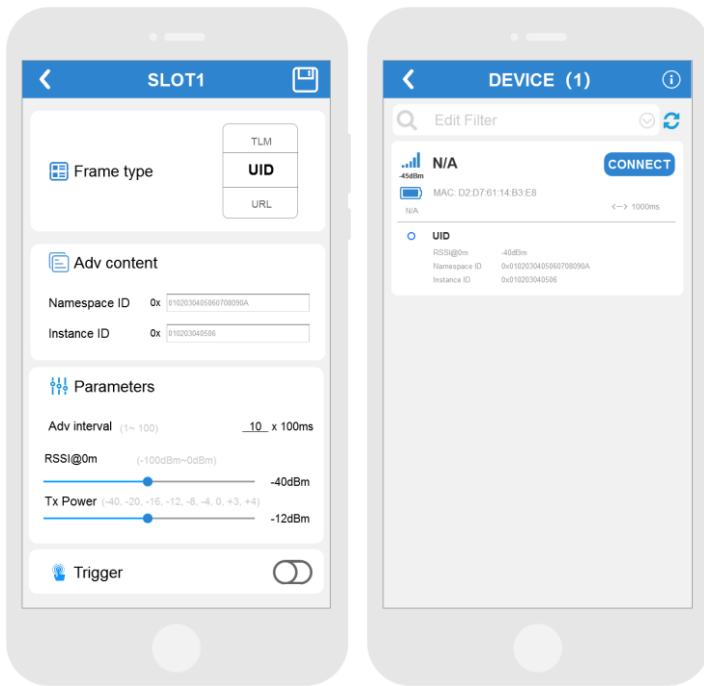 SLOT1
Frame type
TLM
UID
URL
Adv content
Namespace ID 0x 0102030405060708090A
Instance ID 0x 010203040506
Parameters
Adv interval (1~ 100) 10 x 100ms
RSSI@0m (-100dBm~0dBm)
-40dBm
Tx Power (-40, -20, -16, -12, -8, -4, 0, +3, +4)
-12dBm
Trigger
DEVICE (1)
Edit Filter
-45dBm
N/A
CONNECT
MAC: D2:D7:61:14:B3:E8
N/A
<--> 1000ms
UID
RSSI@0m -40dBm
Namespace ID 0x0102030405060708090A
Instance ID 0x010203040506